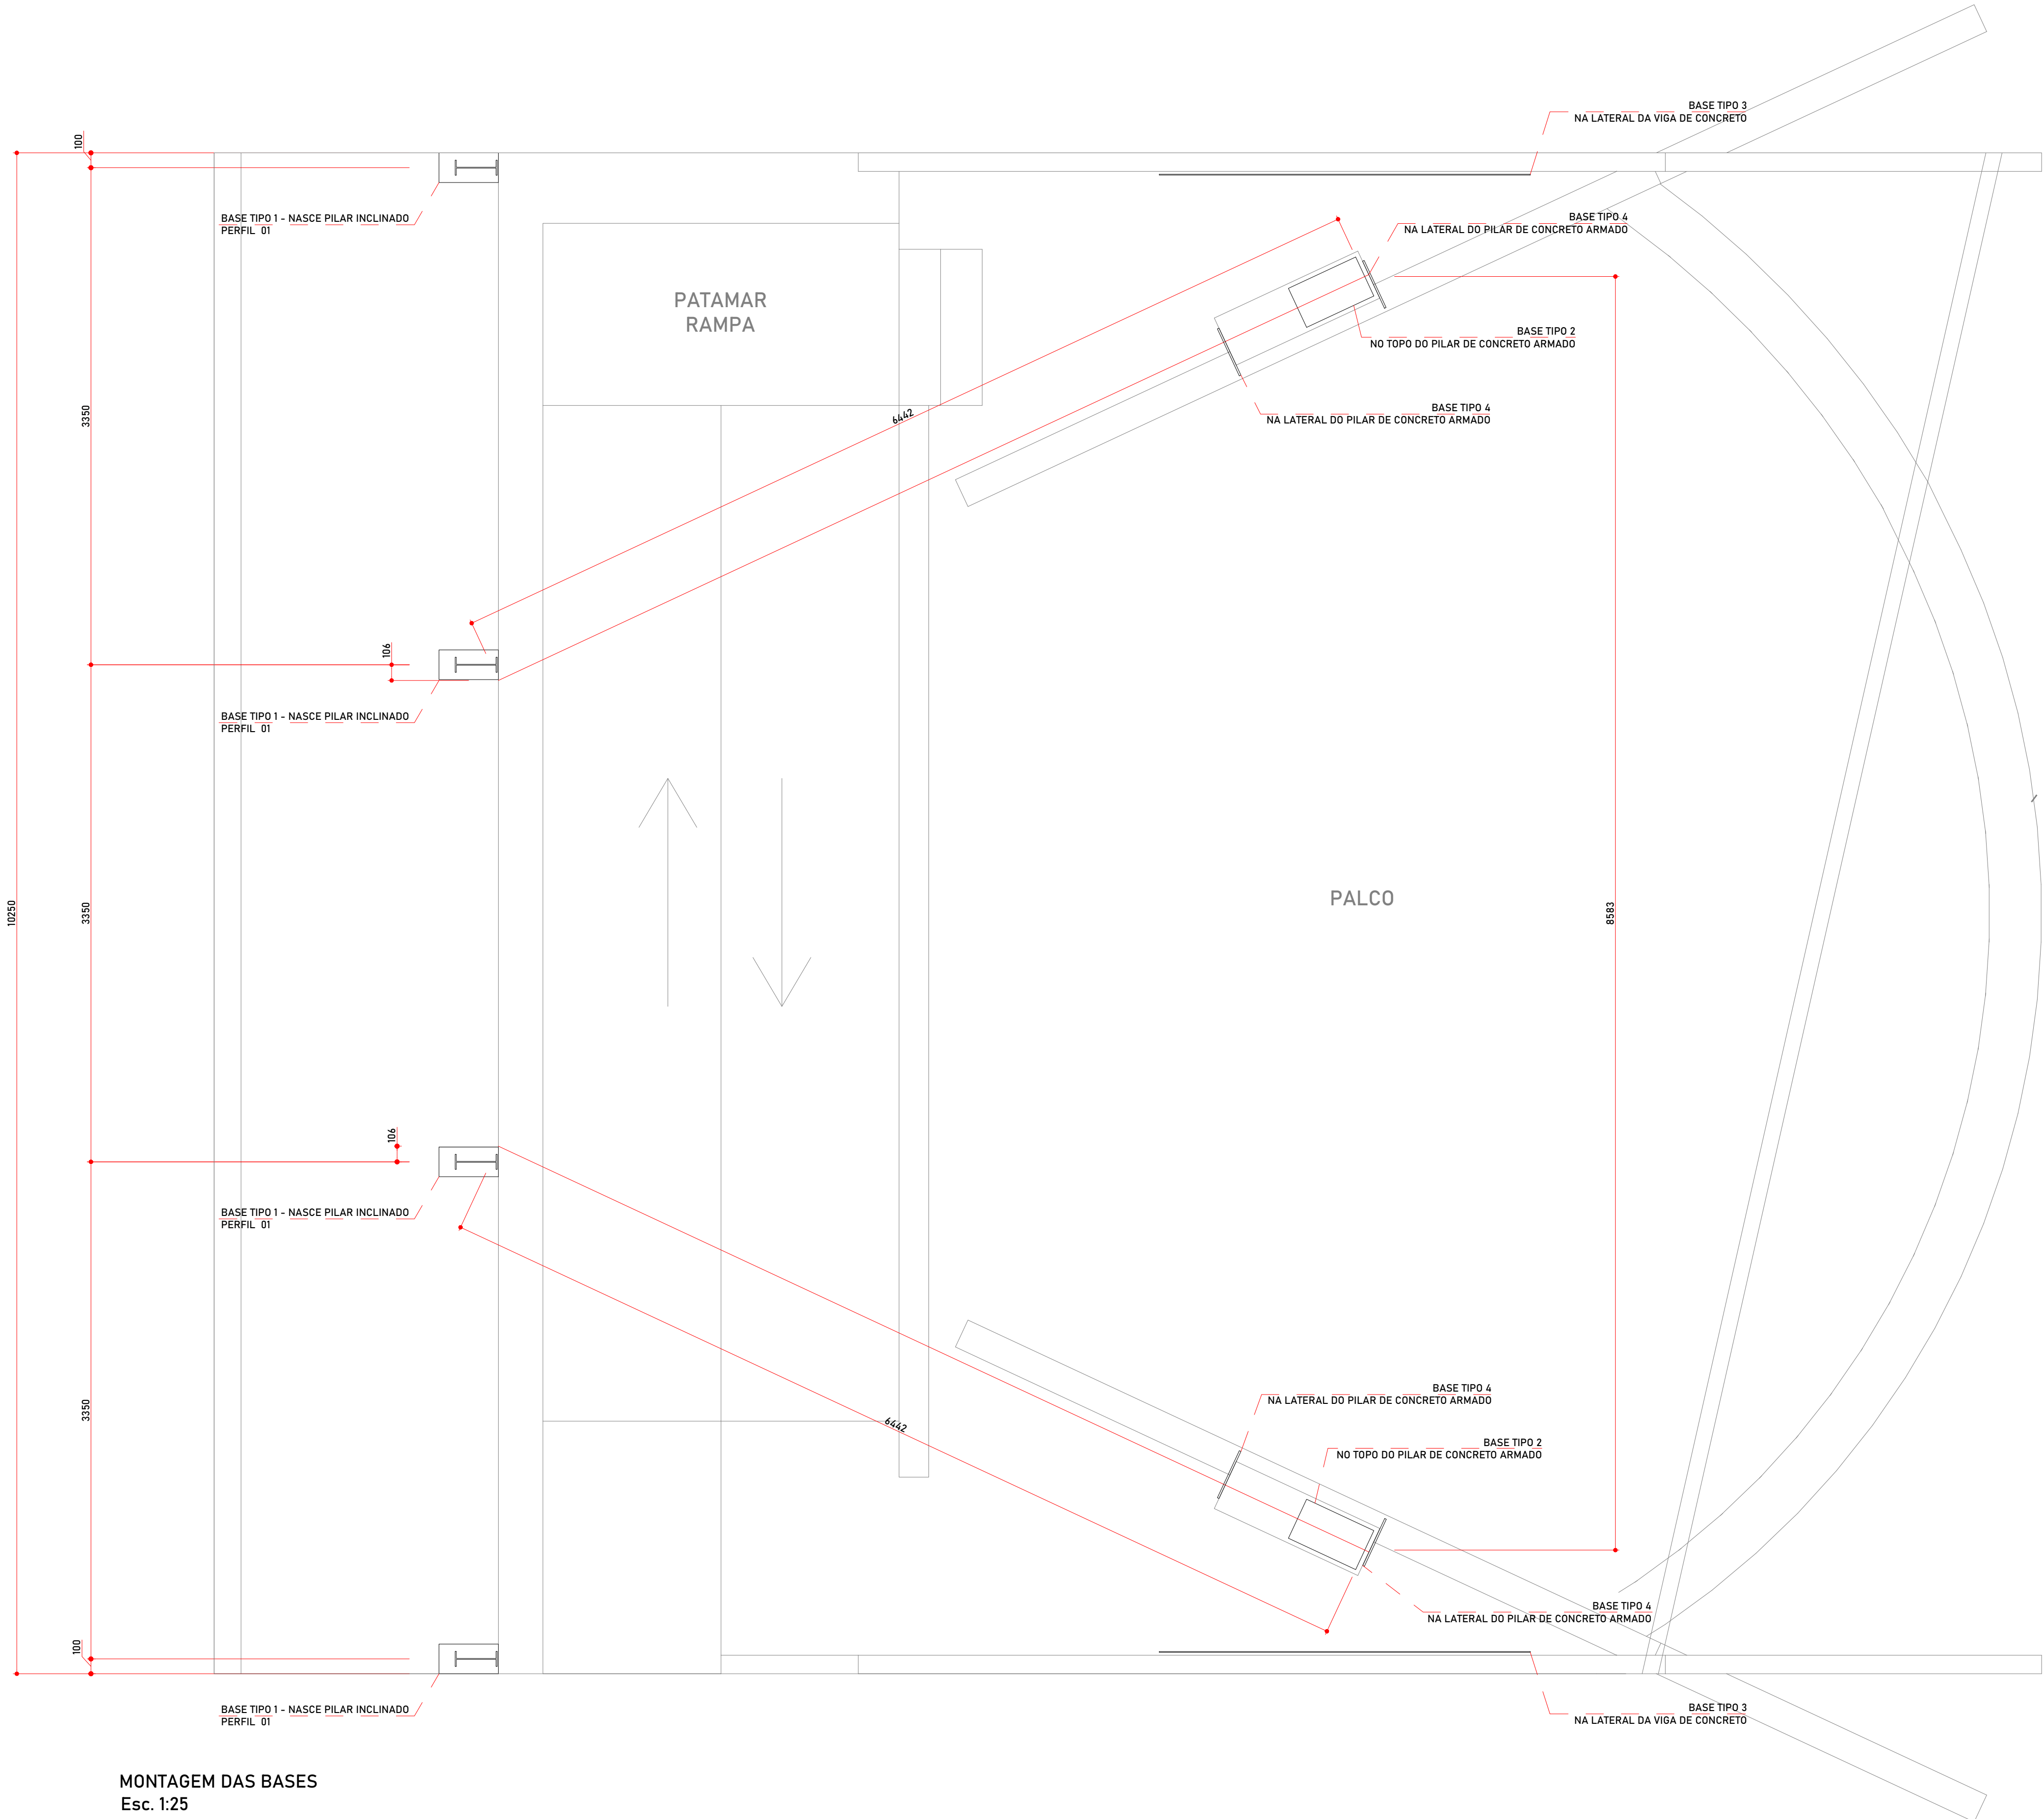 BASE TIPO 3
NA LATERAL DA VIGA DE CONCRETO
100
BASE TIPO 1 - NASCE PILAR INCLINADO
PERFIL 01
BASE TIPO 4
NA LATERAL DO PILAR DE CONCRETO ARMADO
PATAMAR
RAMPA
BASE TIPO 2
NO TOPO DO PILAR DE CONCRETO ARMADO
3350
6442
BASE TIPO 4
NA LATERAL DO PILAR DE CONCRETO ARMADO
106
BASE TIPO 1 - NASCE PILAR INCLINADO
PERFIL 01
10250
3350
PALCO
8583
106
BASE TIPO 1 - NASCE PILAR INCLINADO
PERFIL 01
3350
6442
BASE TIPO 4
NA LATERAL DO PILAR DE CONCRETO ARMADO
BASE TIPO 2
NO TOPO DO PILAR DE CONCRETO ARMADO
BASE TIPO 4
NA LATERAL DO PILAR DE CONCRETO ARMADO
100
BASE TIPO 1 - NASCE PILAR INCLINADO
PERFIL 01
BASE TIPO 3
NA LATERAL DA VIGA DE CONCRETO
MONTAGEM DAS BASES
Esc. 1:25